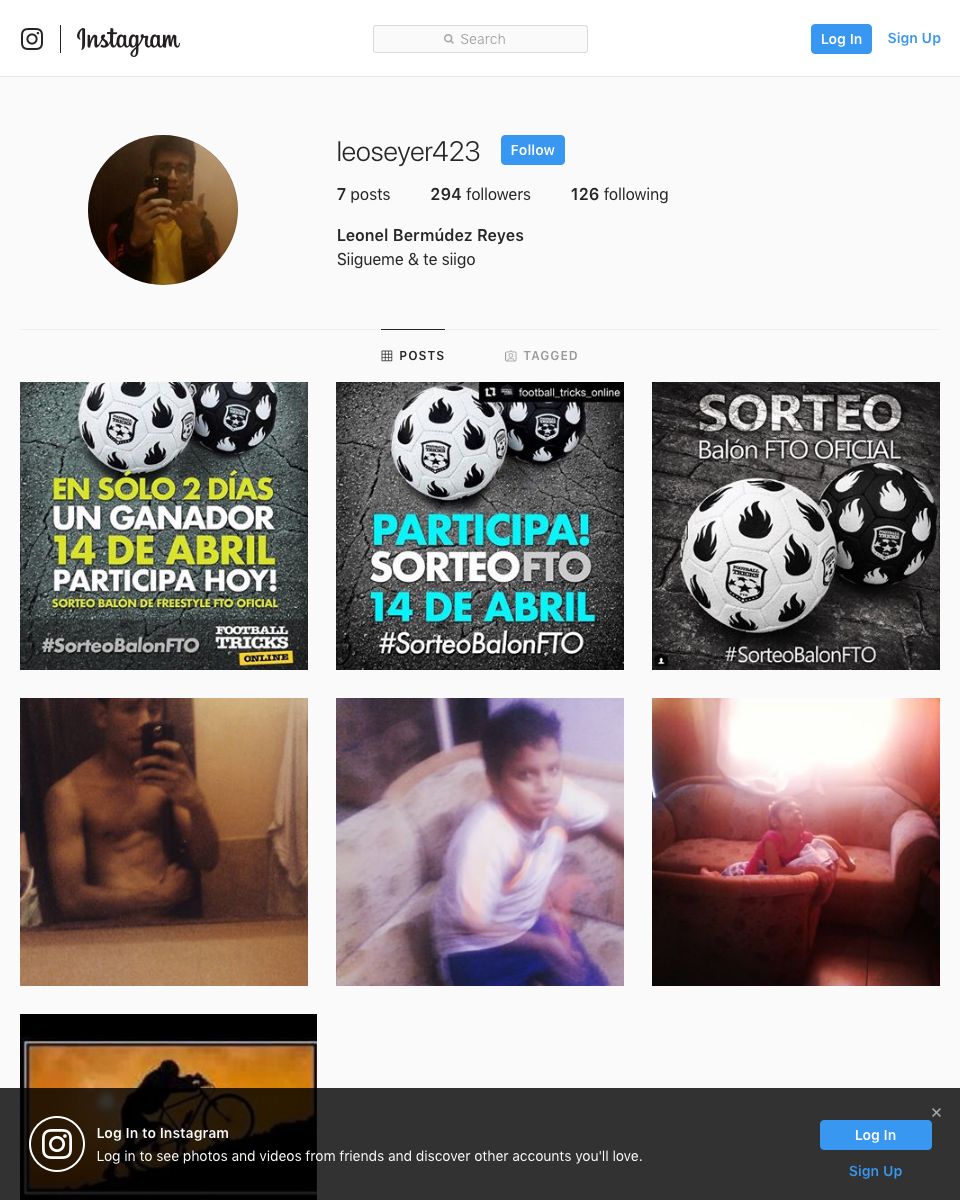 Instagram
Search
Log In
Sign Up
leoseyer423
Follow
7 posts
294 followers
126 following
Leonel Bermúdez Reyes
Siigueme & te siigo
POSTS
TAGGED
EN SÓLO 2 DÍAS
UN GANADOR
14 DE ABRIL
PARTICIPA HOY!
SORTEO BALÓN DE FREESTYLE FTO OFICIAL
#SorteoBalonFTO
FOOTBALL
TRICKS
ONLINE
football_tricks_online
PARTICIPA!
SORTEOFTO
14 DE ABRIL
#SorteoBalonFTO
SORTEO
Balón FTO OFICIAL
#SorteoBalonFTO
Log In to Instagram
Log in to see photos and videos from friends and discover other accounts you'll love.
Log In
Sign Up